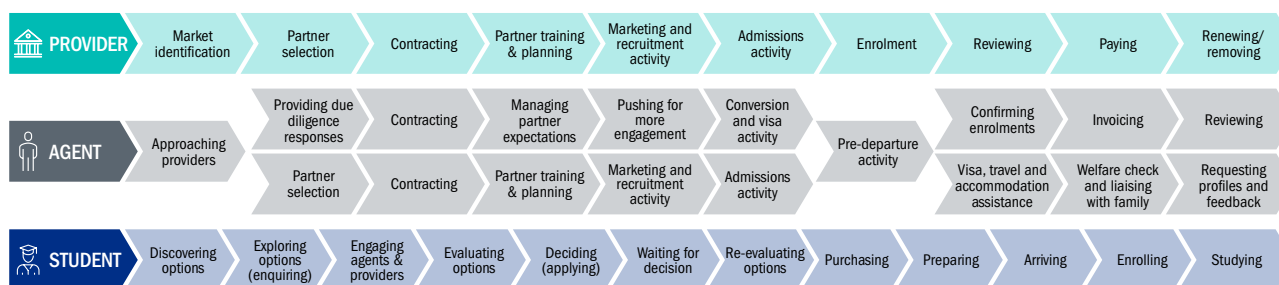 PROVIDER
Market
identification
Partner
selection
Contracting
Partner training
& planning
Marketing and
recruitment
activity
Admissions
activity
Enrolment
Reviewing
Paying
Renewing/
removing
AGENT
Approaching
providers
Providing due
diligence
responses
Contracting
Managing
partner
expectations
Pushing for
more
engagement
Conversion
and visa
activity
Partner
selection
Contracting
Partner training
& planning
Marketing and
recruitment
activity
Admissions
activity
Pre-departure
activity
Confirming
enrolments
Invoicing
Reviewing
Visa, travel and
accommodation
assistance
Welfare check
and liaising
with family
Requesting
profiles and
feedback
STUDENT
Discovering
options
Exploring
options
(enquiring)
Engaging
agents &
providers
Evaluating
options
Deciding
(applying)
Waiting for
decision
Re-evaluating
options
Purchasing
Preparing
Arriving
Enrolling
Studying